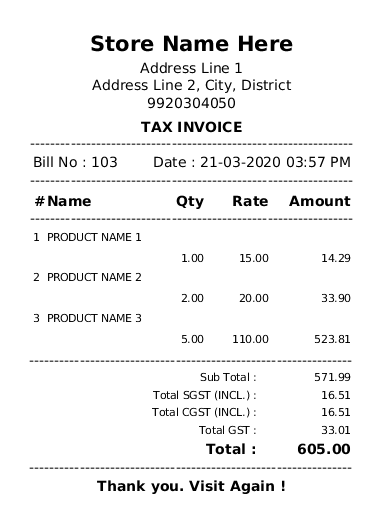 Store Name Here
Address Line 1
Address Line 2, City, District
9920304050
TAX INVOICE
Bill No : 103 Date : 21-03-2020 03:57 PM
#Name Qty Rate Amount
1 PRODUCT NAME 1
1.00 15.00 14.29
2 PRODUCT NAME 2
2.00 20.00 33.90
3 PRODUCT NAME 3
5.00 110.00 523.81
Sub Total : 571.99
Total SGST (INCL.) : 16.51
Total CGST (INCL.) : 16.51
Total GST : 33.01
Total : 605.00
Thank you. Visit Again !